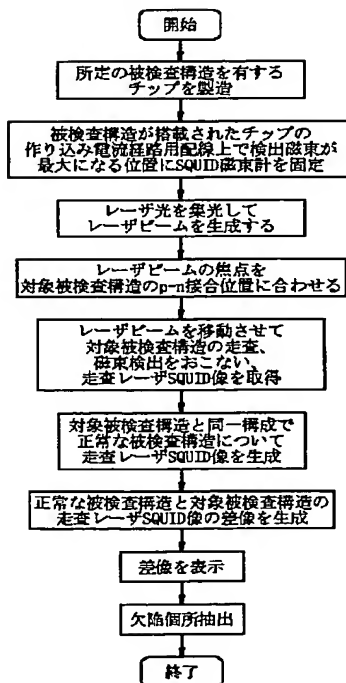 開始
所定の被検査構造を有する
チップを製造
被検査構造が搭載されたチップの
作り込み電流経路用配線上で検出磁束が
最大になる位置にSQUID磁束計を固定
レーザ光を集光して
レーザビームを生成する
レーザビームの焦点を
対象被検査構造のp-n接合位置に合わせる
レーザビームを移動させて
対象被検査構造の走査、
磁束検出をおこない、
走査レーザSQUID像を取得
対象被検査構造と同一構成で
正常な被検査構造について
走査レーザSQUID像を生成
正常な被検査構造と対象被検査構造の
走査レーザSQUID像の差像を生成
差像を表示
欠陥個所抽出
終了